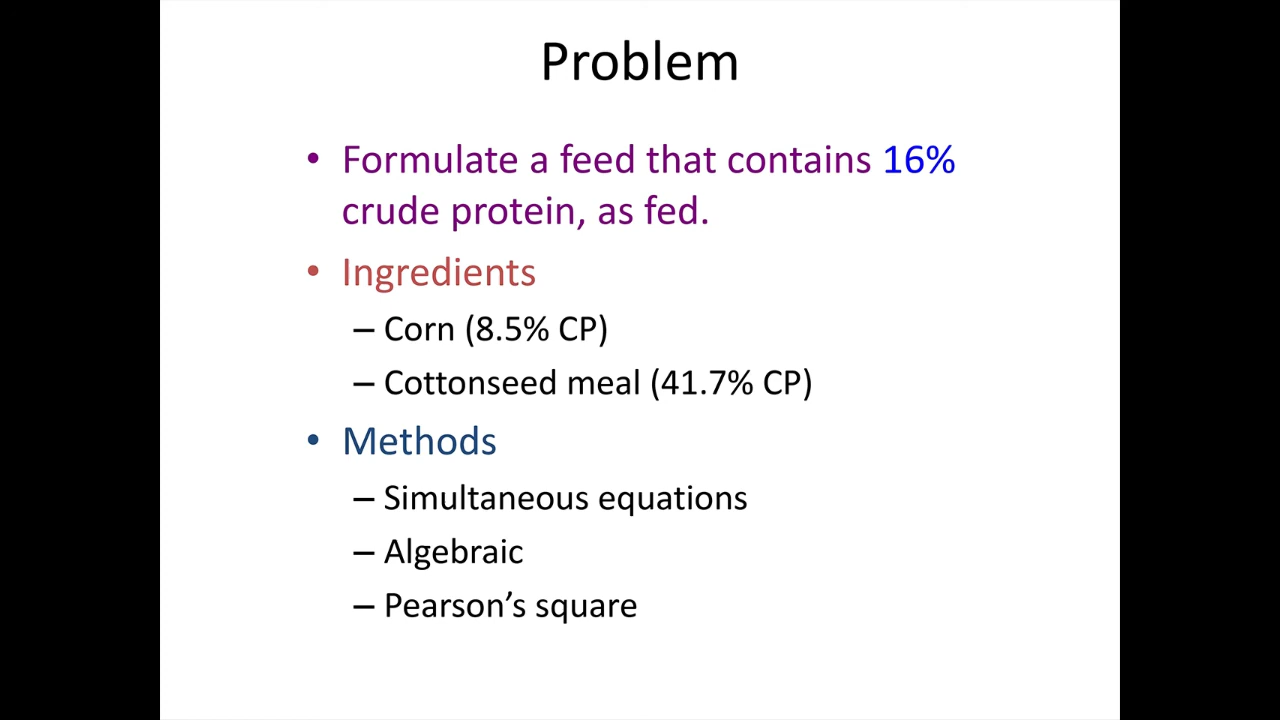 Problem
• Formulate a feed that contains 16%
crude protein, as fed.
• Ingredients
– Corn (8.5% CP)
– Cottonseed meal (41.7% CP)
• Methods
– Simultaneous equations
– Algebraic
– Pearson’s square